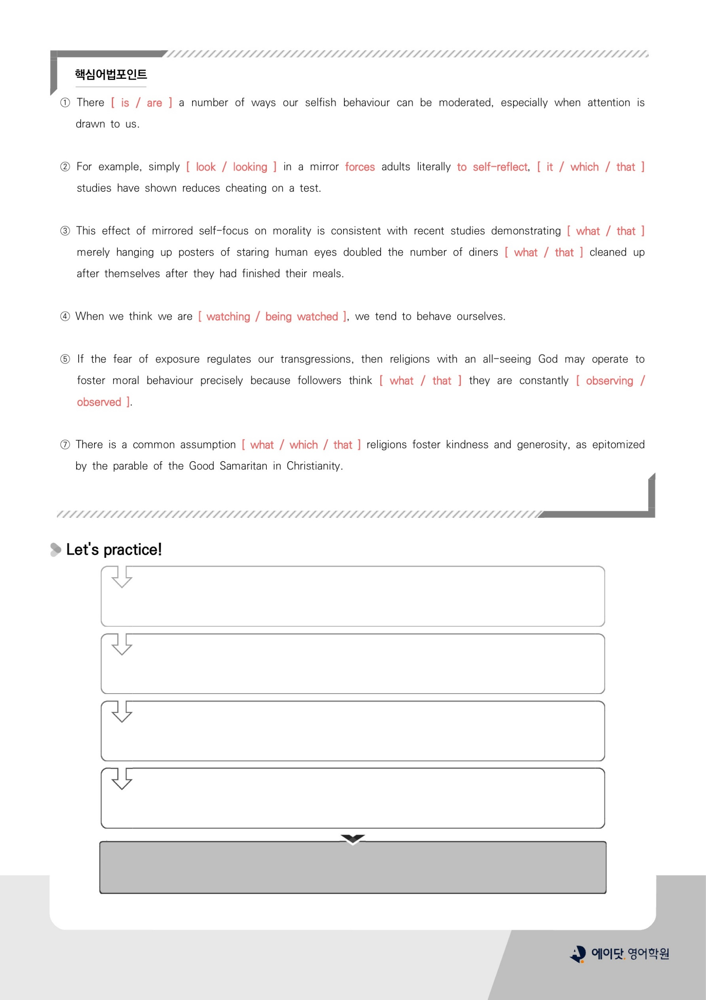 핵심어법포인트
① There [ is / are ] a number of ways our selfish behaviour can be moderated, especially when attention is
drawn to us.
② For example, simply [ look / looking ] in a mirror forces adults literally to self-reflect, [ it / which / that ]
studies have shown reduces cheating on a test.
③ This effect of mirrored self-focus on morality is consistent with recent studies demonstrating [ what / that ]
merely hanging up posters of staring human eyes doubled the number of diners [ what / that ] cleaned up
after themselves after they had finished their meals.
④ When we think we are [ watching / being watched ], we tend to behave ourselves.
⑤ If the fear of exposure regulates our transgressions, then religions with an all-seeing God may operate to
foster moral behaviour precisely because followers think [ what / that ] they are constantly [ observing /
observed ].
⑦ There is a common assumption [ what / which / that ] religions foster kindness and generosity, as epitomized
by the parable of the Good Samaritan in Christianity.
Let's practice!
에이닷.영어학원